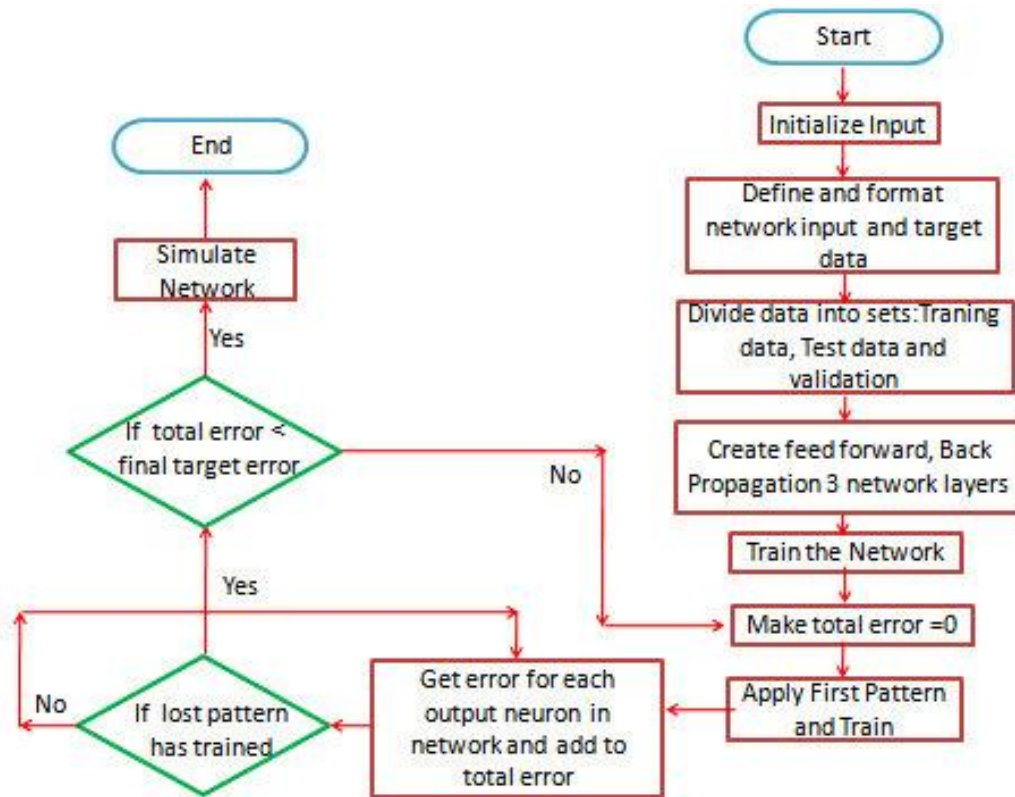 Start
Initialize Input
Define and format
network input and target
data
Divide data into sets:Traning
data, Test data and
validation
Create feed forward, Back
Propagation 3 network layers
Train the Network
Make total error =0
Apply First Pattern
and Train
Get error for each
output neuron in
network and add to
total error
If lost pattern
has trained
No
Yes
If total error <
final target error
No
Yes
Simulate
Network
End